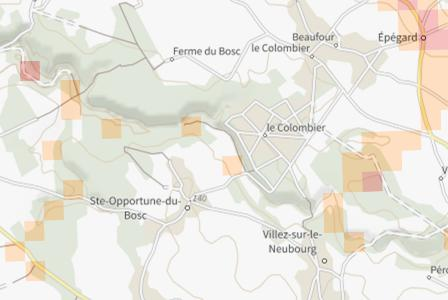 Beaufour
le Colombier
Épégard
Ferme du Bosc
le Colombier
Ste-Opportune-du-
Bosc
140
Villez-sur-le-
Neubourg